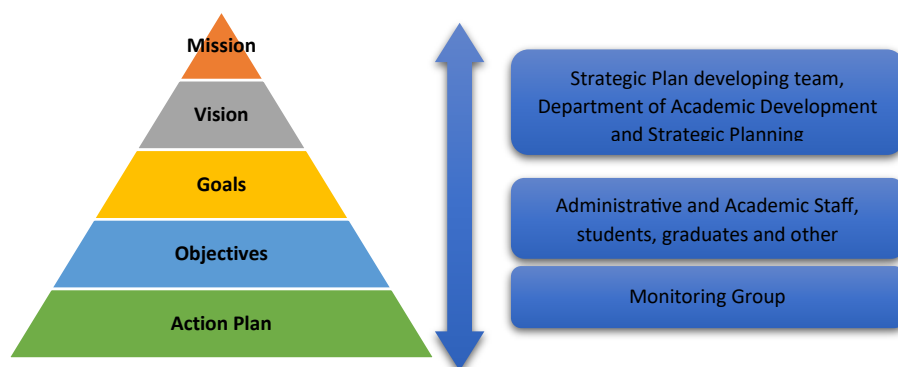 Mission
Vision
Goals
Objectives
Action Plan
Strategic Plan developing team,
Department of Academic Development
and Strategic Planning
Administrative and Academic Staff,
students, graduates and other
Monitoring Group